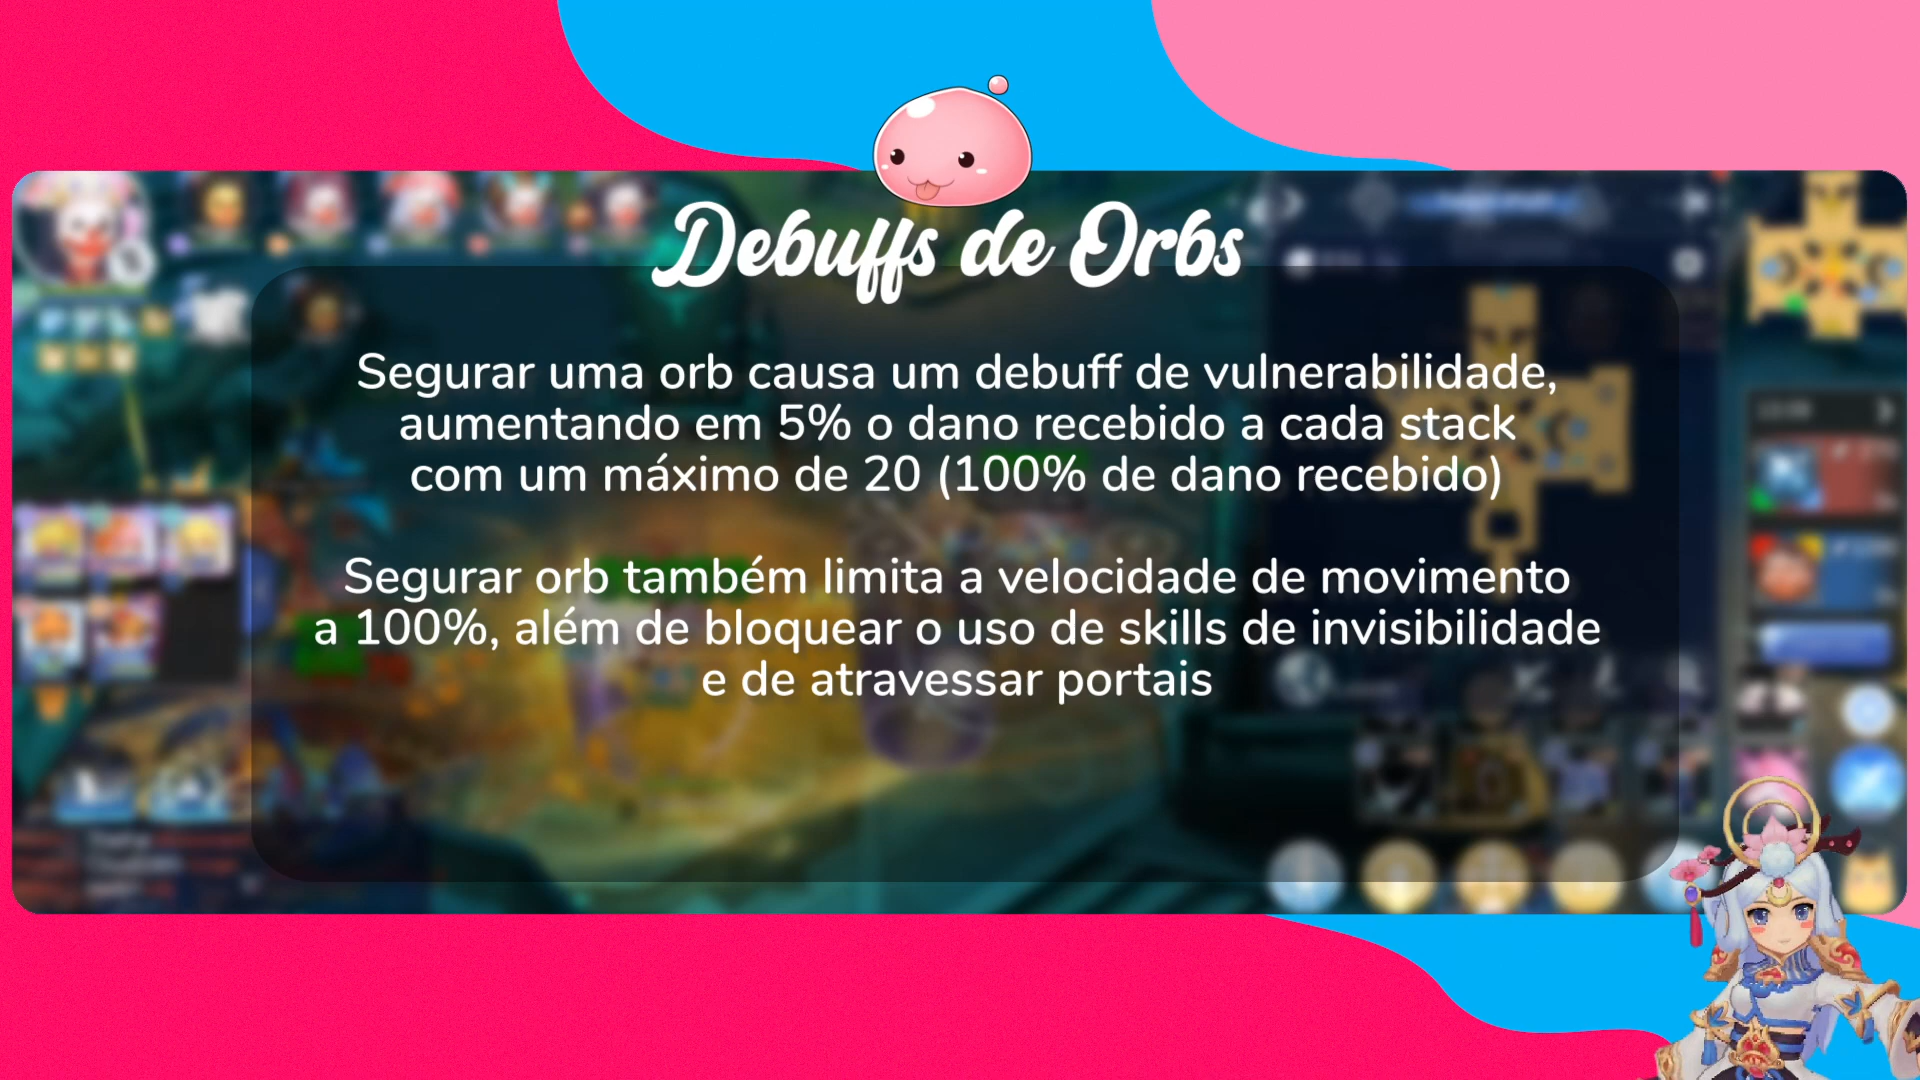 Debuffs de Orbs
Segurar uma orb causa um debuff de vulnerabilidade,
aumentando em 5% o dano recebido a cada stack
com um máximo de 20 (100% de dano recebido)
Segurar orb também limita a velocidade de movimento
a 100%, além de bloquear o uso de skills de invisibilidade
e de atravessar portais